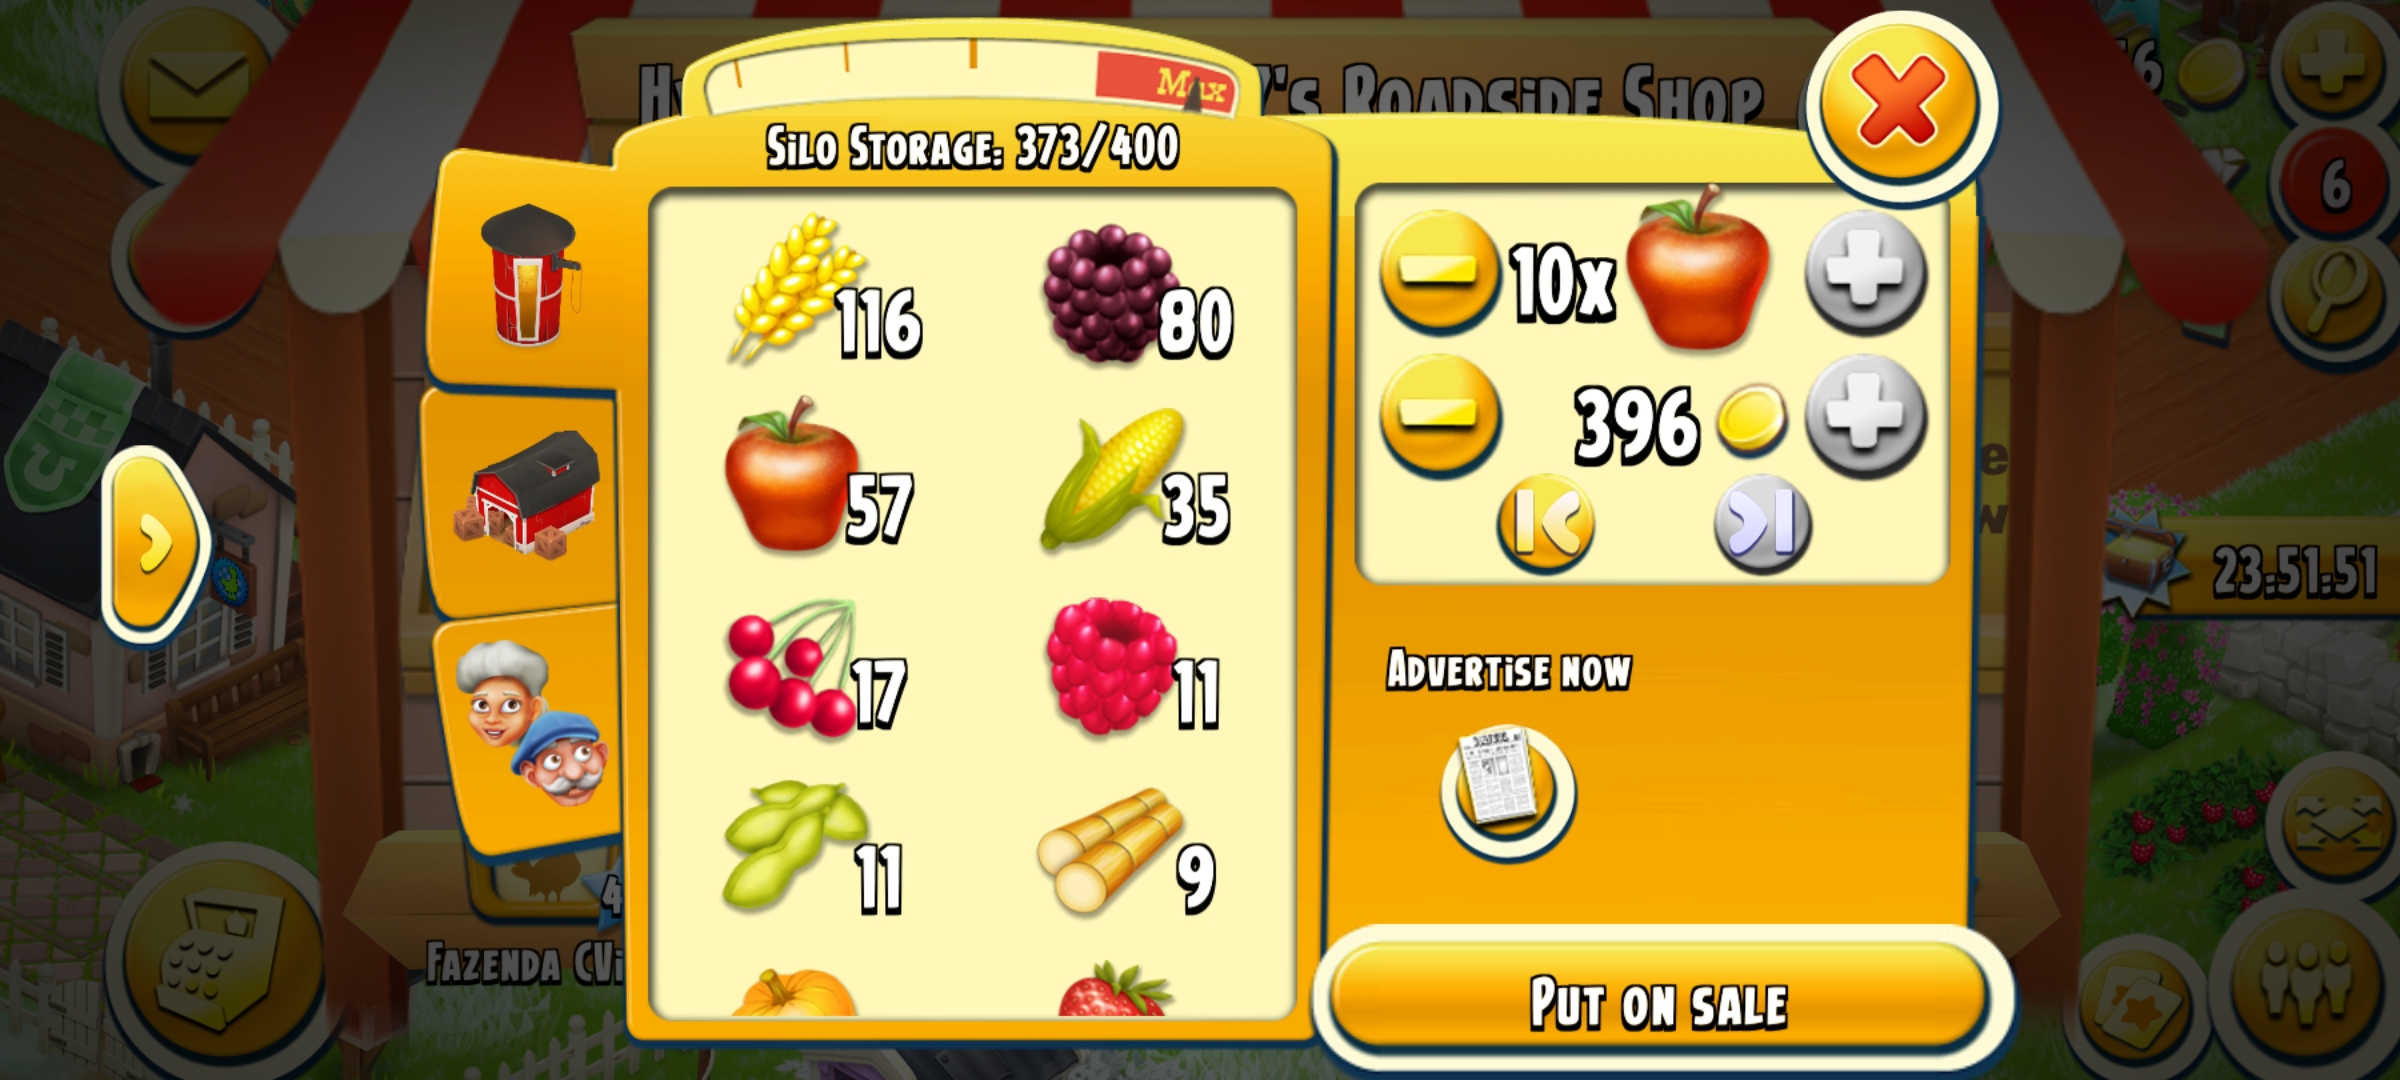 's Roadside Shop
Max
Silo Storage: 373/400
6
116
80
10x
57
35
396
17
11
11
9
23:51:51
Advertise now
Fazenda
Put on sale